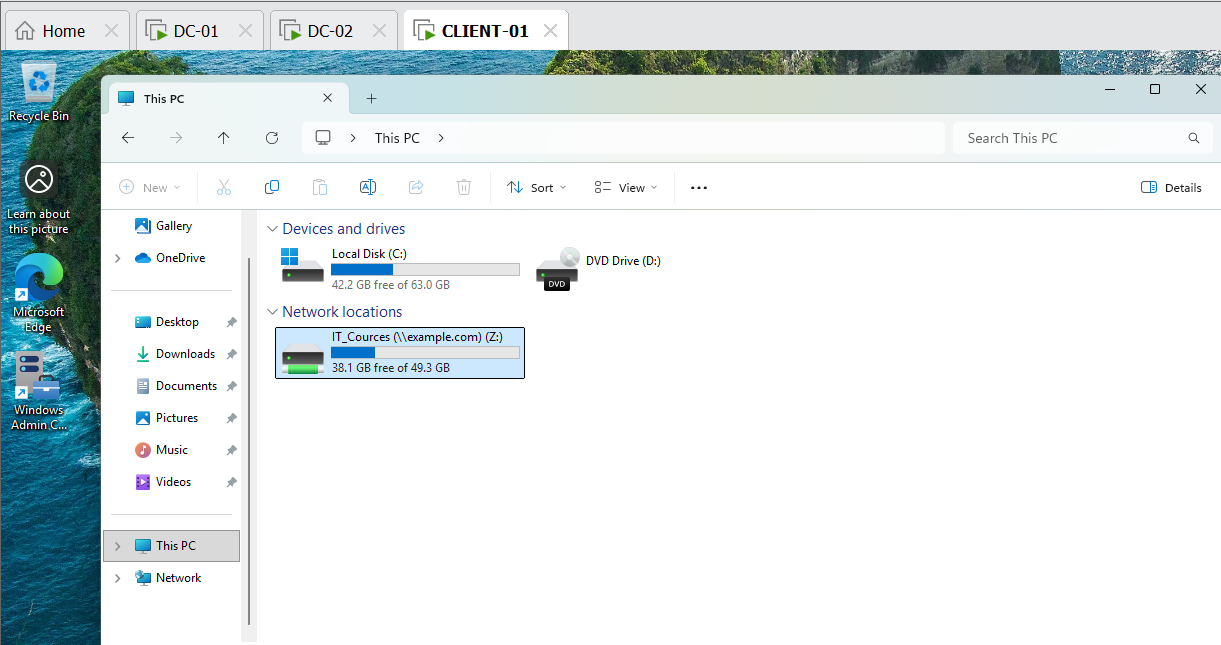 Home
DC-01
DC-02
CLIENT-01
Recycle Bin
Learn about
this picture
Microsoft
Edge
Windows
Admin C...
This PC
This PC
Search This PC
New
Sort
View
Details
Gallery
OneDrive
Desktop
Downloads
Documents
Pictures
Music
Videos
This PC
Network
Devices and drives
Local Disk (C:)
42.2 GB free of 63.0 GB
DVD Drive (D:)
DVD
Network locations
IT_Cources (\\example.com) (Z:)
38.1 GB free of 49.3 GB